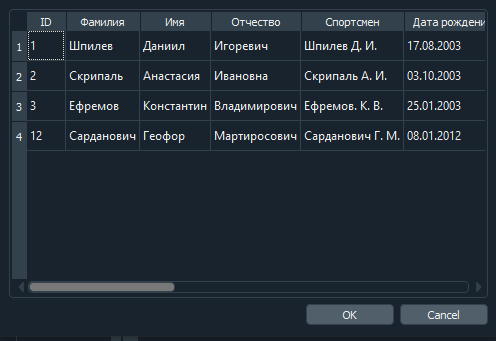 ID Фамилия Имя Отчество Спортсмен Дата рождени
1 1 Шпилев Даниил Игоревич Шпилев Д. И. 17.08.2003
2 2 Скрипаль Анастасия Ивановна Скрипаль А. И. 03.10.2003
3 3 Ефремов Константин Владимирович Ефремов. К. В. 25.01.2003
4 12 Сарданович Геофор Мартиросович Сарданович Г. М. 08.01.2012
OK Cancel